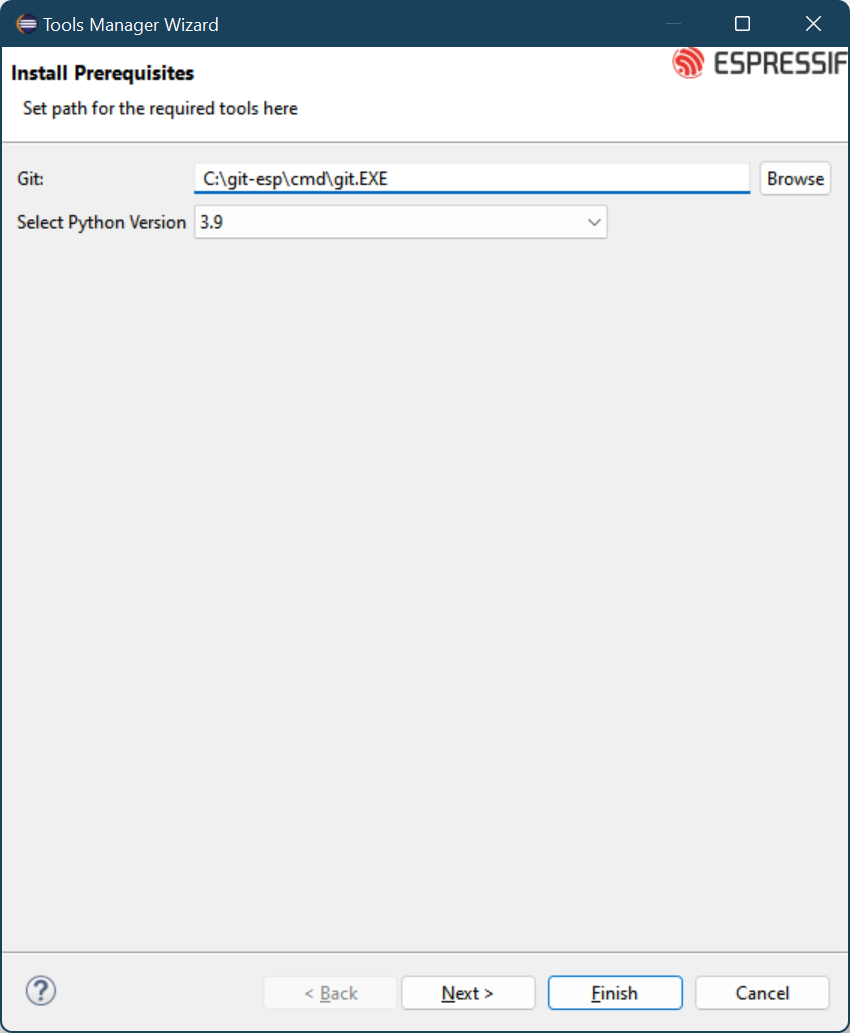 Tools Manager Wizard
ESPRESSIF
Install Prerequisites
Set path for the required tools here
Git: C:\git-esp\cmd\git.EXE Browse
Select Python Version 3.9
? < Back Next > Finish Cancel